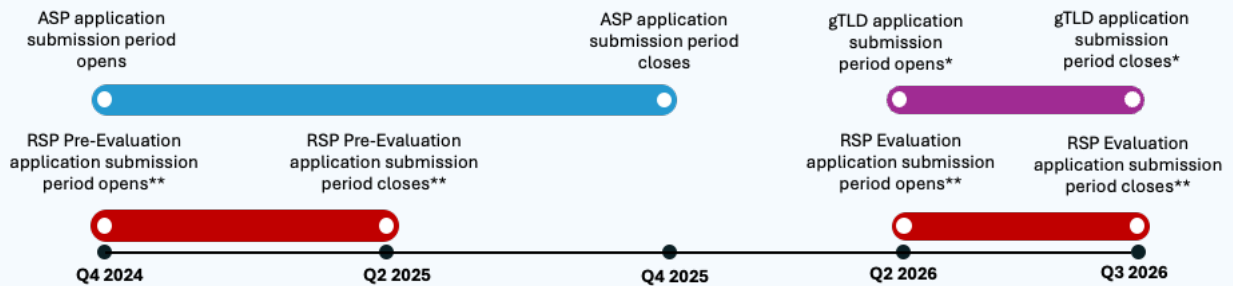 ASP application
submission period
opens
ASP application
submission period
closes
gTLD application
submission
period opens*
gTLD application
submission
period closes*
RSP Pre-Evaluation
application submission
period opens**
RSP Pre-Evaluation
application submission
period closes**
RSP Evaluation
application submission
period opens**
RSP Evaluation
application submission
period closes**
Q4 2024
Q2 2025
Q4 2025
Q2 2026
Q3 2026